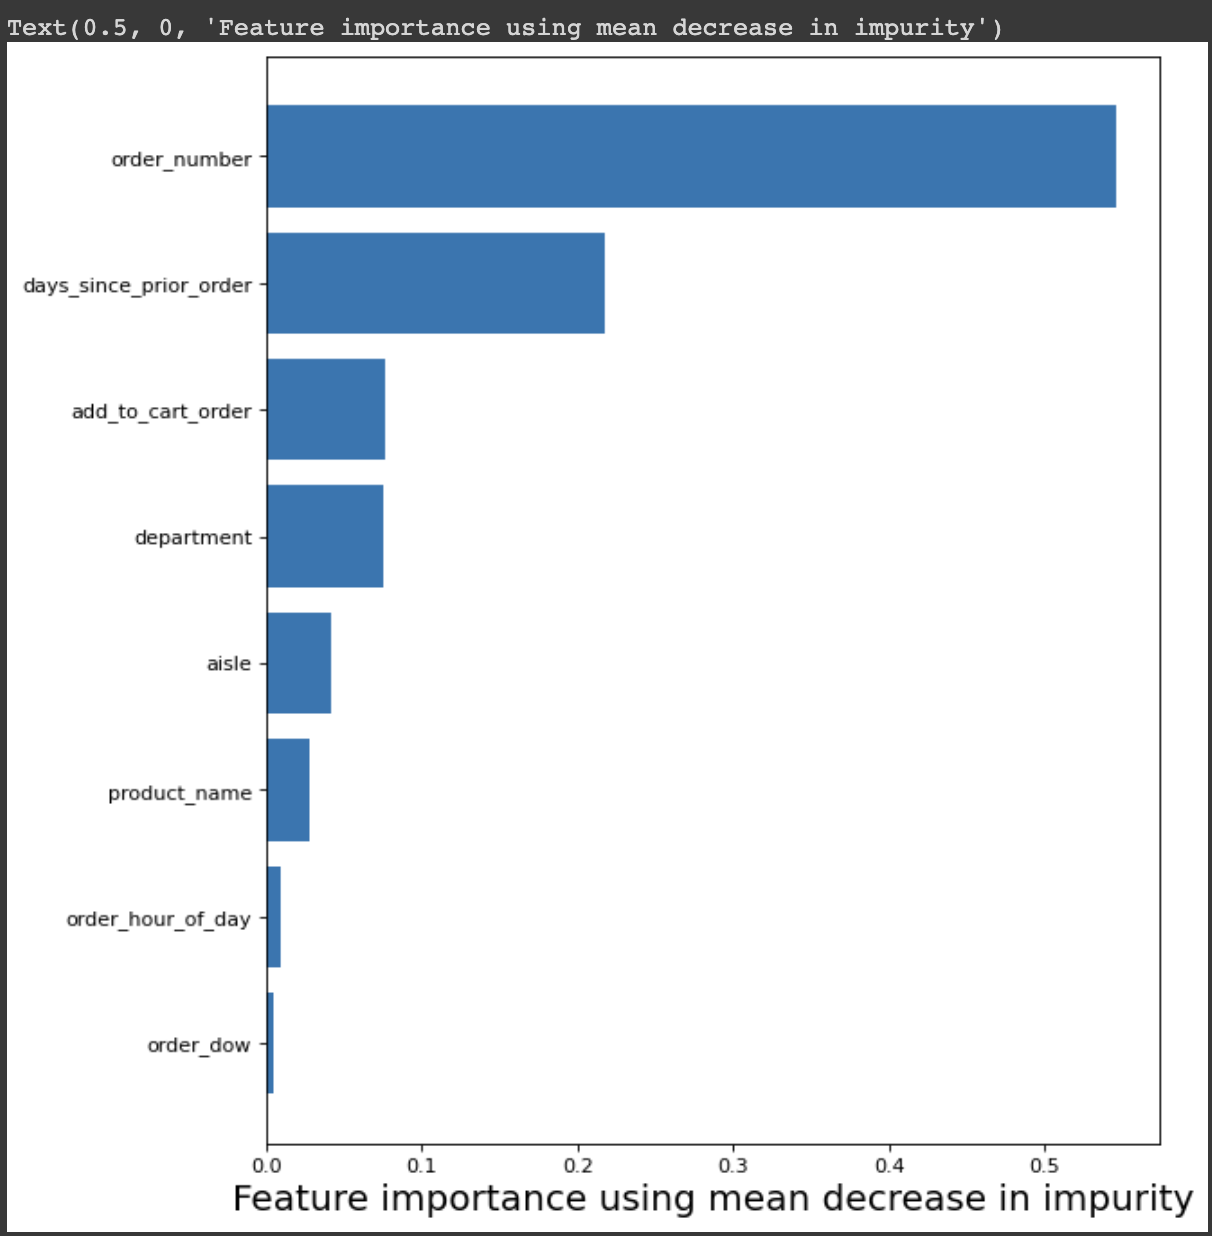 Text(0.5, 0, 'Feature importance using mean decrease in impurity')
order_number
days_since_prior_order
add_to_cart_order
department
aisle
product_name
order_hour_of_day
order_dow
0.0 0.1 0.2 0.3 0.4 0.5
Feature importance using mean decrease in impurity